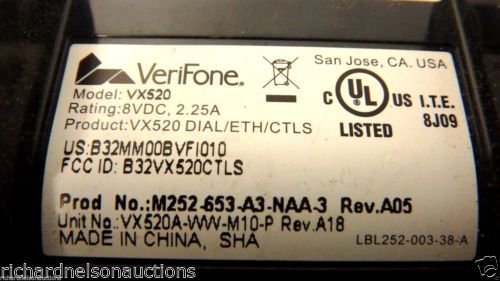 VeriFone
San Jose, CA. USA
Model: VX520
Rating:8VDC, 2.25A
Product:VX520 DIAL/ETH/CTLS
C UL US I.T.E.
LISTED 8J09
US:B32MM00BVFI010
FCC ID: B32VX520CTLS
Prod No.:M252-653-A3-NAA-3 Rev.A05
Unit No.:VX520A-WW-M10-P Rev.A18
MADE IN CHINA, SHA
LBL252-003-38-A
richardnelsonauctions
richardnelsonauctions